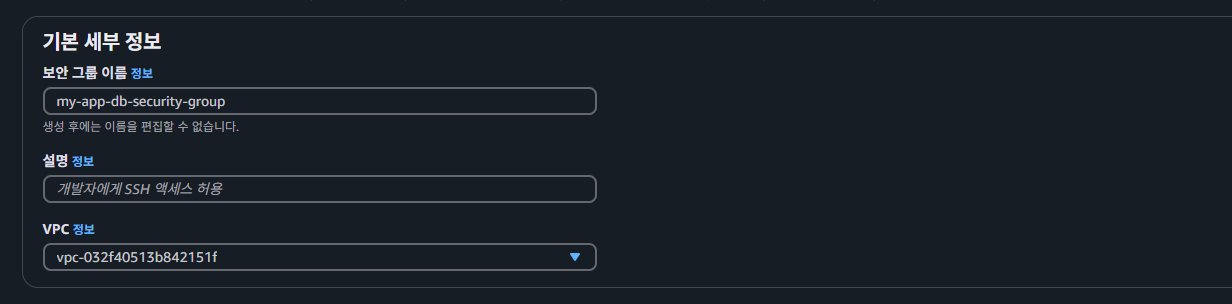 기본 세부 정보
보안 그룹 이름 정보
my-app-db-security-group
생성 후에는 이름을 편집할 수 없습니다.
설명 정보
개발자에게 SSH 액세스 허용
VPC 정보
vpc-032f40513b842151f